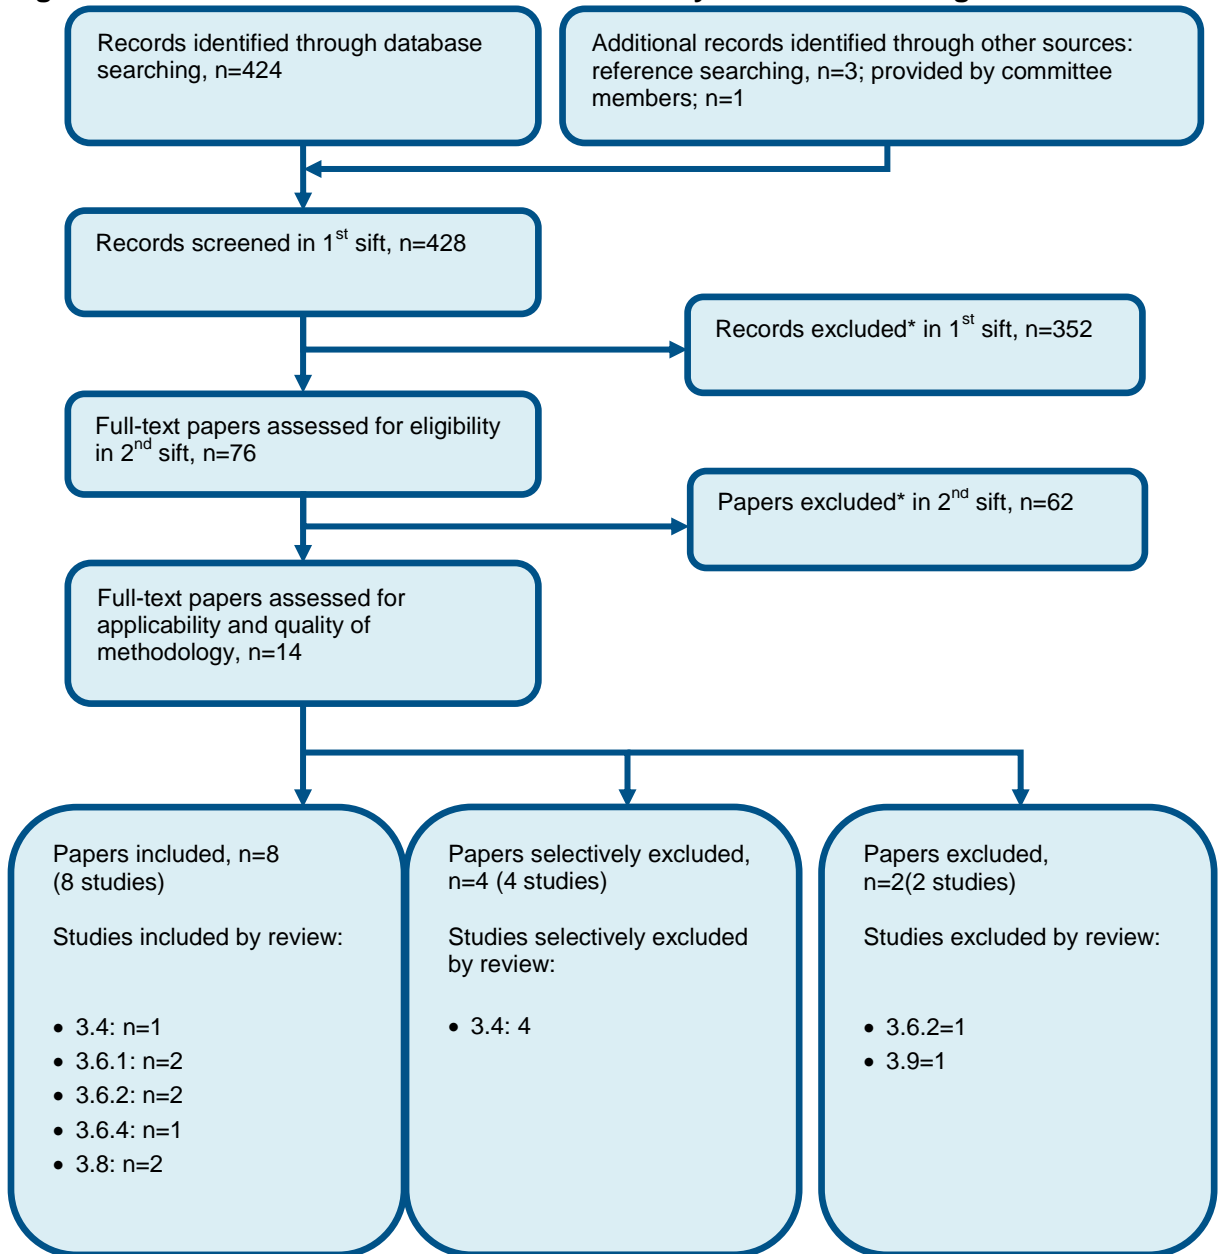 Records identified through database
searching, n=424
Additional records identified through other sources:
reference searching, n=3; provided by committee
members; n=1
Records screened in 1st sift, n=428
Records excluded* in 1st sift, n=352
Full-text papers assessed for eligibility
in 2nd sift, n=76
Papers excluded* in 2nd sift, n=62
Full-text papers assessed for
applicability and quality of
methodology, n=14
Papers included, n=8
(8 studies)
Studies included by review:
• 3.4: n=1
• 3.6.1: n=2
• 3.6.2: n=2
• 3.6.4: n=1
• 3.8: n=2
Papers selectively excluded,
n=4 (4 studies)
Studies selectively excluded
by review:
• 3.4: 4
Papers excluded,
n=2(2 studies)
Studies excluded by review:
• 3.6.2=1
• 3.9=1